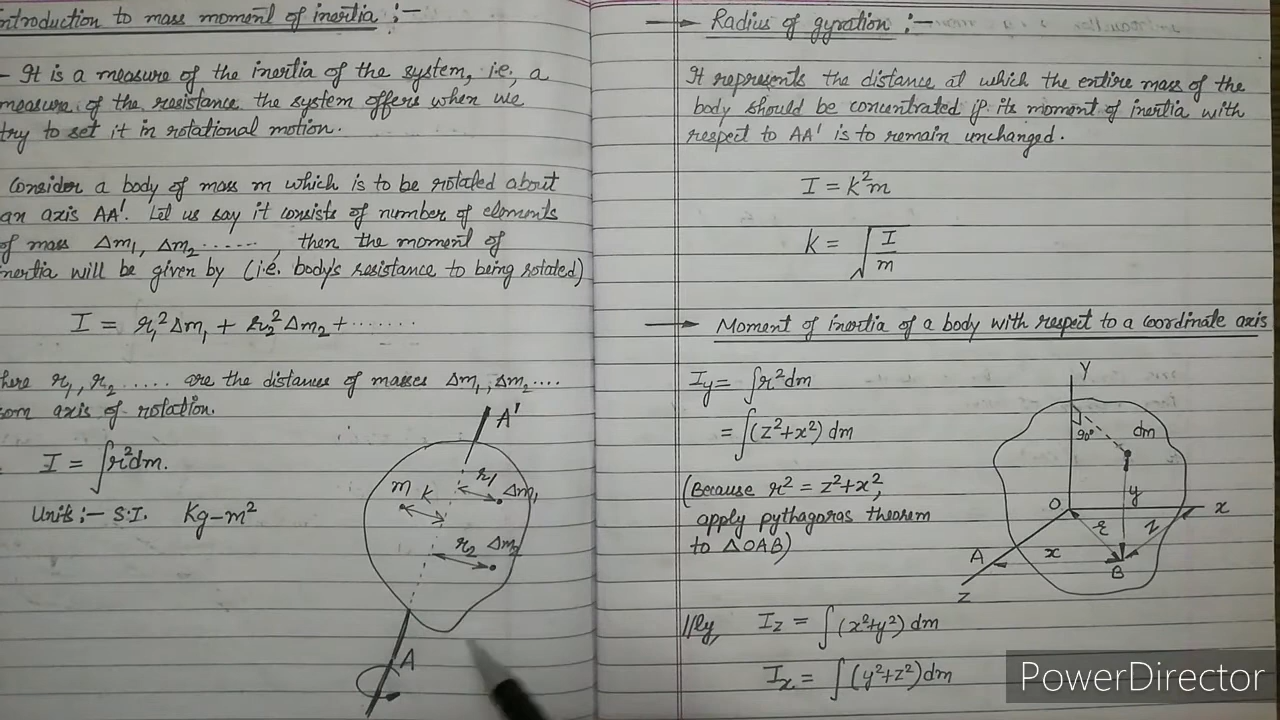 ntroduction to mass moment of inertia :-
- It is a measure of the inertia of the system, i.e., a
measure of the resistance the system offers when we
try to set it in rotational motion.
Consider a body of mass m which is to be rotated about
an axis AA'. Let us say it consists of number of elements
of mass Δm₁, Δm₂ ......, then the moment of
inertia will be given by (i.e. body's resistance to being rotated)
I = r₁²Δm₁ + r₂²Δm₂ + .......
here r₁, r₂ ..... are the distances of masses Δm₁, Δm₂....
rom axis of rotation.
I = ∫r²dm.
Units :- S.I. Kg-m²
A'
m
K
r₁
Δm₁
r₂
Δm₂
A
→ Radius of gyration :-
It represents the distance at which the entire mass of the
body should be concentrated if its moment of inertia with
respect to AA' is to remain unchanged.
I = k²m
k = √(I/m)
→ Moment of inertia of a body with respect to a coordinate axis
I_y = ∫r²dm
= ∫(z²+x²) dm
(Because r² = z²+x²,
apply pythagoras theorem
to ΔOAB)
Y
90°
dm
y
O
x
r
z
A
x
B
Z
//ly, I_z = ∫(x²+y²) dm
I_x = ∫(y²+z²)dm
PowerDirector